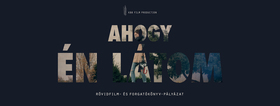 AHOGY
ÉN LÁTOM
RÖVIDFILM- ÉS FORGATÓKÖNYV-PÁLYÁZAT